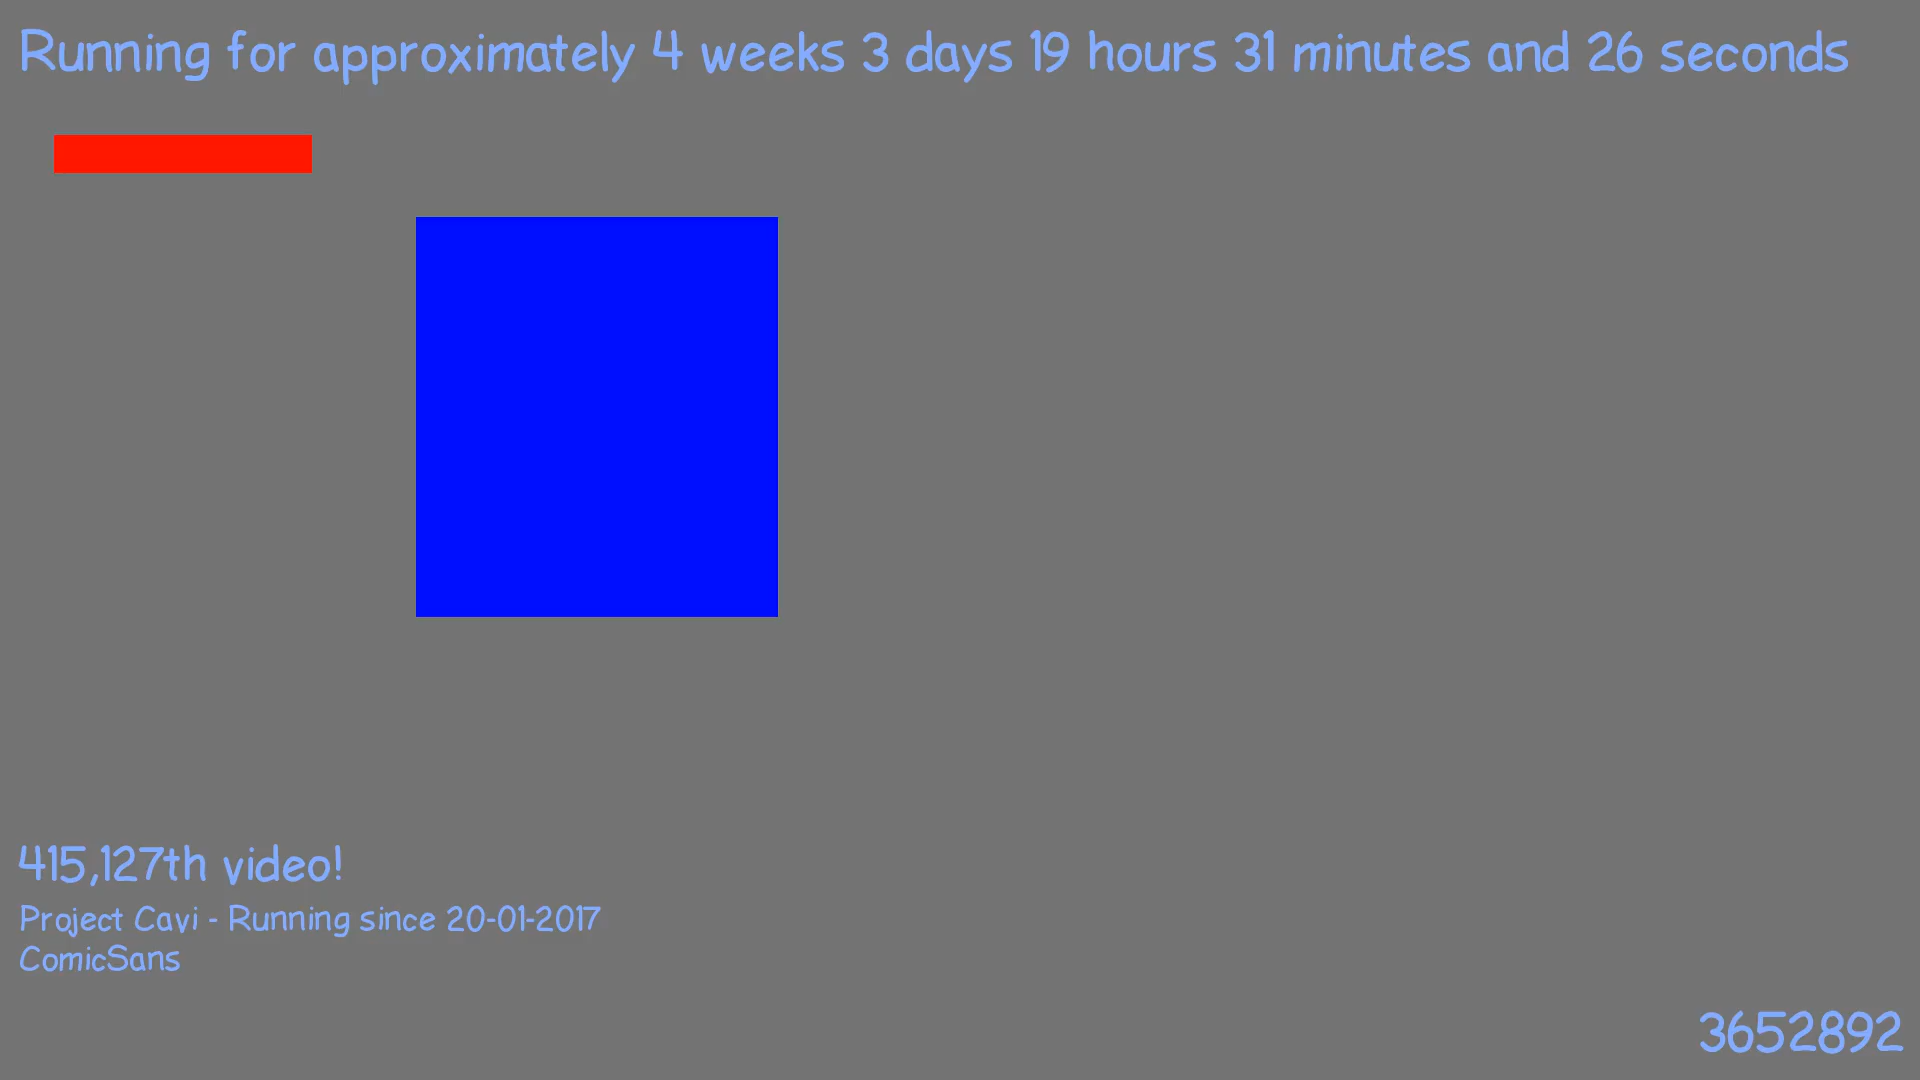 Running for approximately 4 weeks 3 days 19 hours 31 minutes and 26 seconds
415,127th video!
Project Cavi - Running since 20-01-2017
ComicSans
3652892